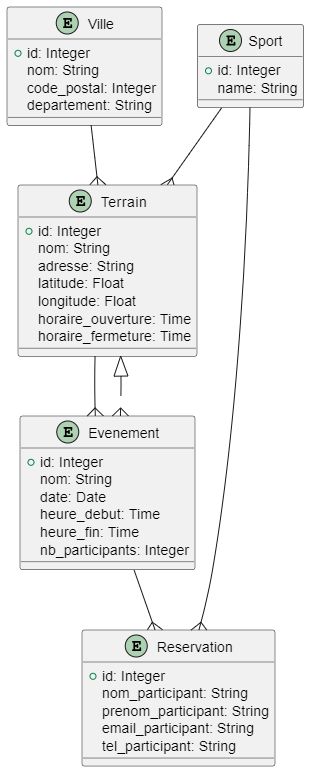 E Ville
id: Integer
nom: String
code_postal: Integer
departement: String
E Sport
id: Integer
name: String
E Terrain
id: Integer
nom: String
adresse: String
latitude: Float
longitude: Float
horaire_ouverture: Time
horaire_fermeture: Time
E Evenement
id: Integer
nom: String
date: Date
heure_debut: Time
heure_fin: Time
nb_participants: Integer
E Reservation
id: Integer
nom_participant: String
prenom_participant: String
email_participant: String
tel_participant: String